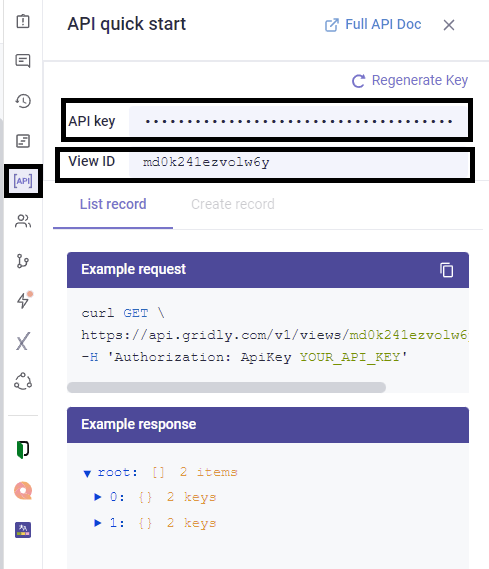 API quick start
Full API Doc
Regenerate Key
API key ••••••••••••••••••••••••••••••••••••••
View ID md0k241ezvolw6y
[API]
List record
Create record
Example request
curl GET \
https://api.gridly.com/v1/views/md0k241ezvolw6
-H 'Authorization: ApiKey YOUR_API_KEY'
Example response
▼ root: [] 2 items
▶ 0: {} 2 keys
▶ 1: {} 2 keys